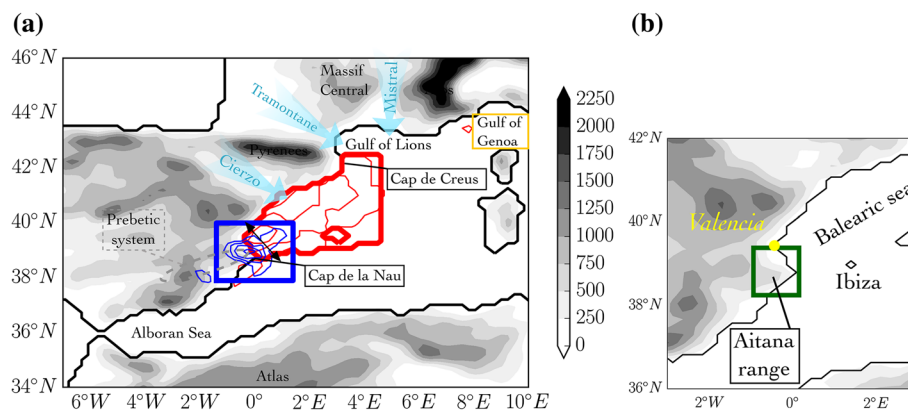 (a)
46°N
44°N
42°N
40°N
38°N
36°N
34°N
6°W
4°W
2°W
0°
2°E
4°E
6°E
8°E
10°E
Massif
Central
s
Tramontane
Mistral
Gulf of
Genoa
Gulf of Lions
Pyrenees
Cierzo
Cap de Creus
Prebetic
system
Cap de la Nau
Alboran Sea
Atlas
2250
2000
1750
1500
1250
1000
750
500
250
0
(b)
42°N
40°N
38°N
36°N
2°W
0°
2°E
Valencia
Balearic sea
Ibiza
Aitana
range